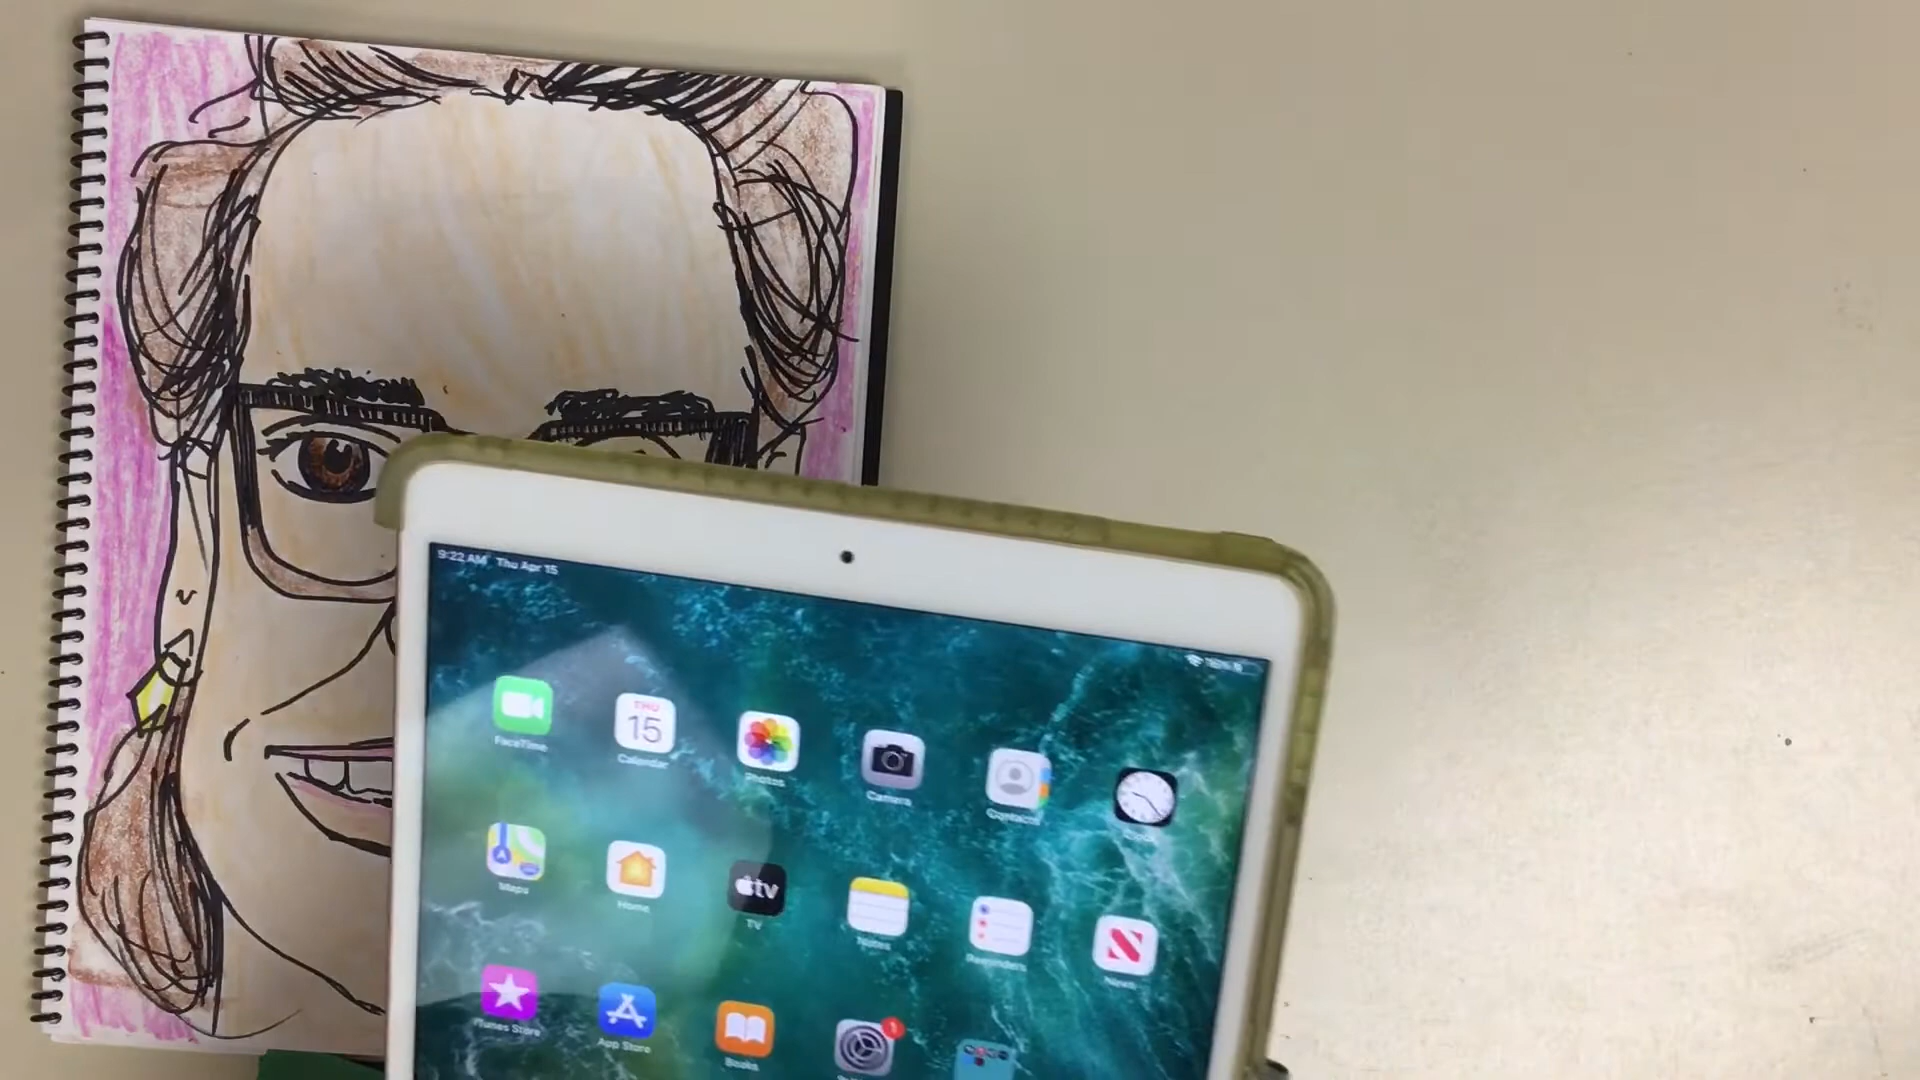 9:22 AM Thu Apr 15
THU
15
FaceTime
Calendar
Photos
Camera
Contacts
Clock
tv
Maps
Home
TV
Notes
Reminders
News
1
iTunes Store
App Store
Books